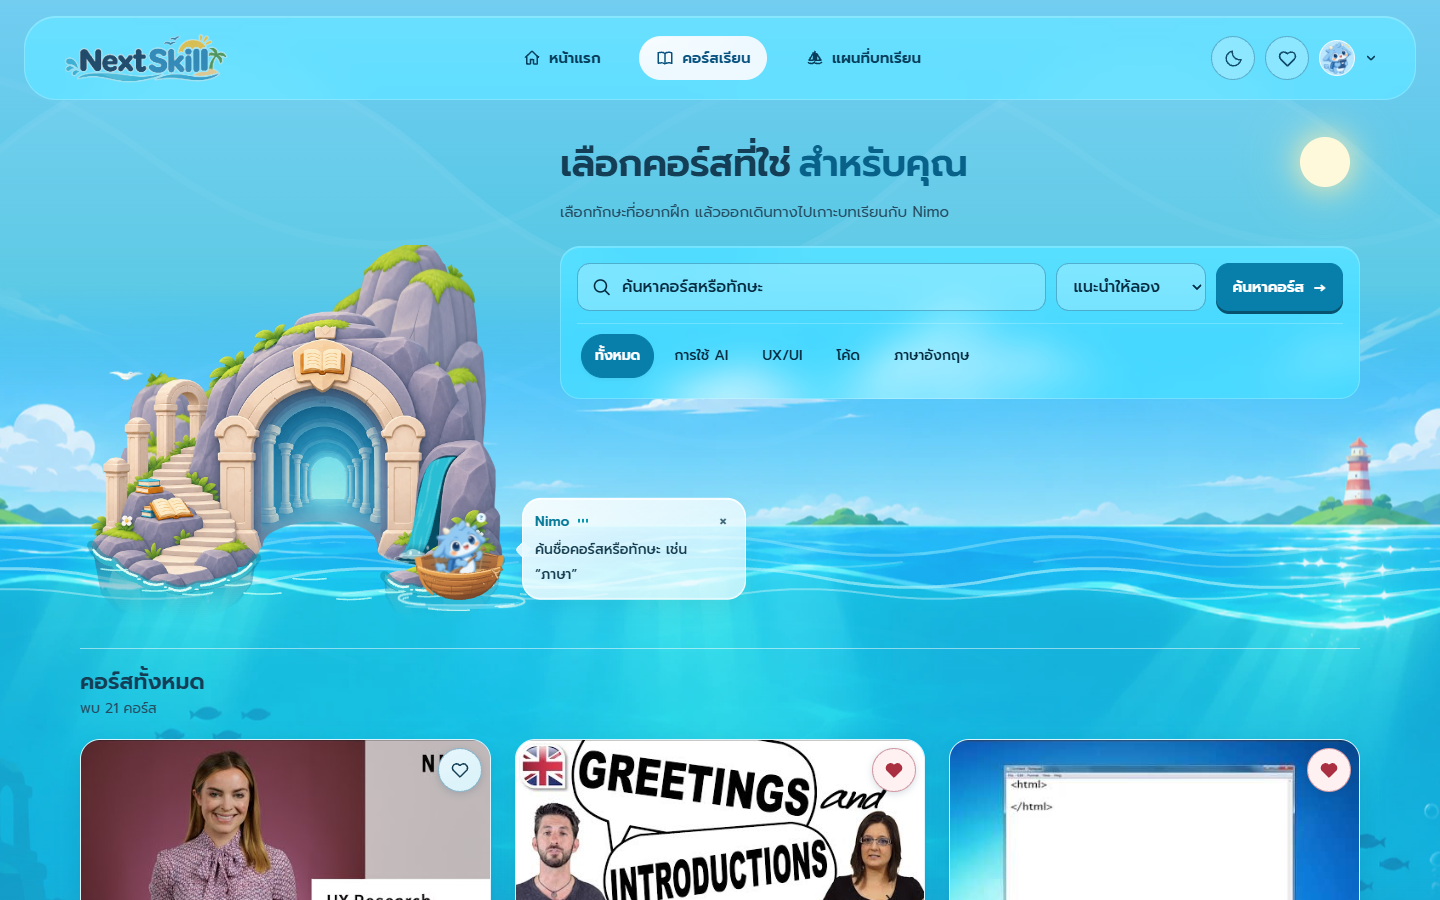 NextSkill
หน้าแรก
คอร์สเรียน
แผนที่บทเรียน
เลือกคอร์สที่ใช่ สำหรับคุณ
เลือกทักษะที่อยากฝึก แล้วออกเดินทางไปเกาะบทเรียนกับ Nimo
ค้นหาคอร์สหรือทักษะ
แนะนำให้ลอง
ค้นหาคอร์ส →
ทั้งหมด
การใช้ AI
UX/UI
โค้ด
ภาษาอังกฤษ
Nimo
×
ค้นชื่อคอร์สหรือทักษะ เช่น
“ภาษา”
คอร์สทั้งหมด
พบ 21 คอร์ส
GREETINGS and
INTRODUCTIONS
<html>
</html>
UX Research